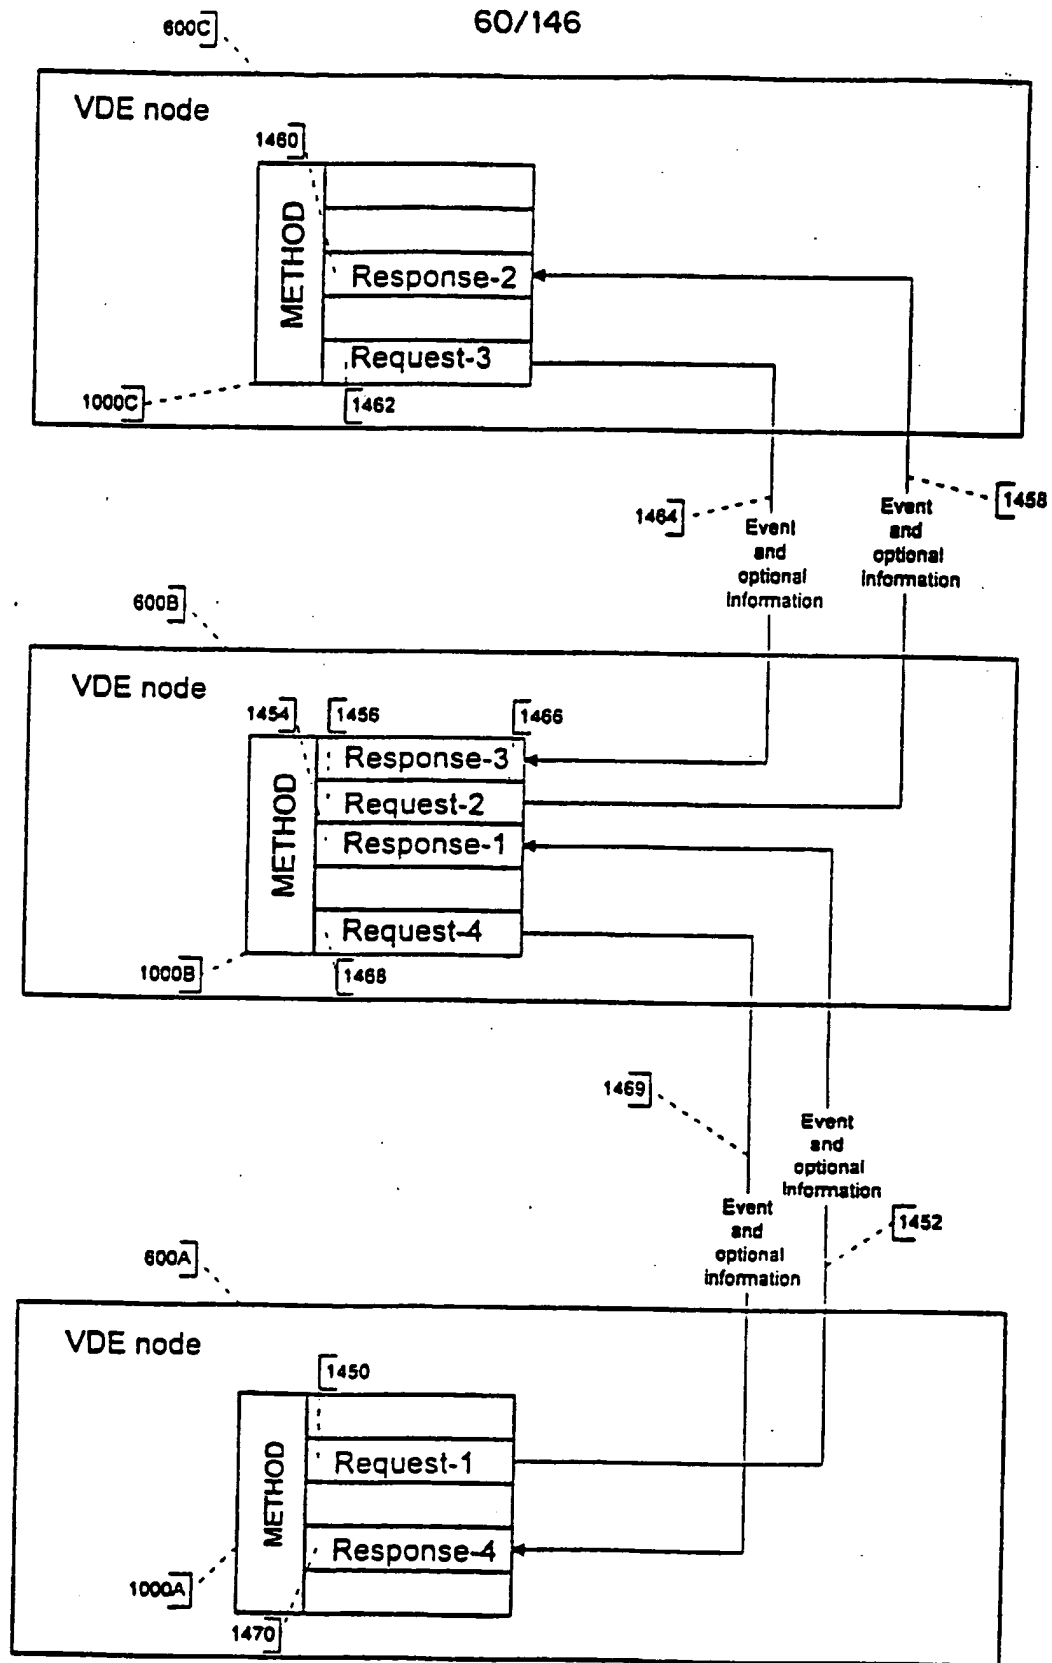 60/146
600C
VDE node
1460
METHOD
Response-2
Request-3
1000C
1462
1464
Event
and
optional
information
1458
Event
and
optional
information
600B
VDE node
1454
1456
1466
METHOD
Response-3
Request-2
Response-1
Request-4
1000B
1468
1469
Event
and
optional
information
Event
and
optional
information
1452
600A
VDE node
1450
METHOD
Request-1
Response-4
1000A
1470